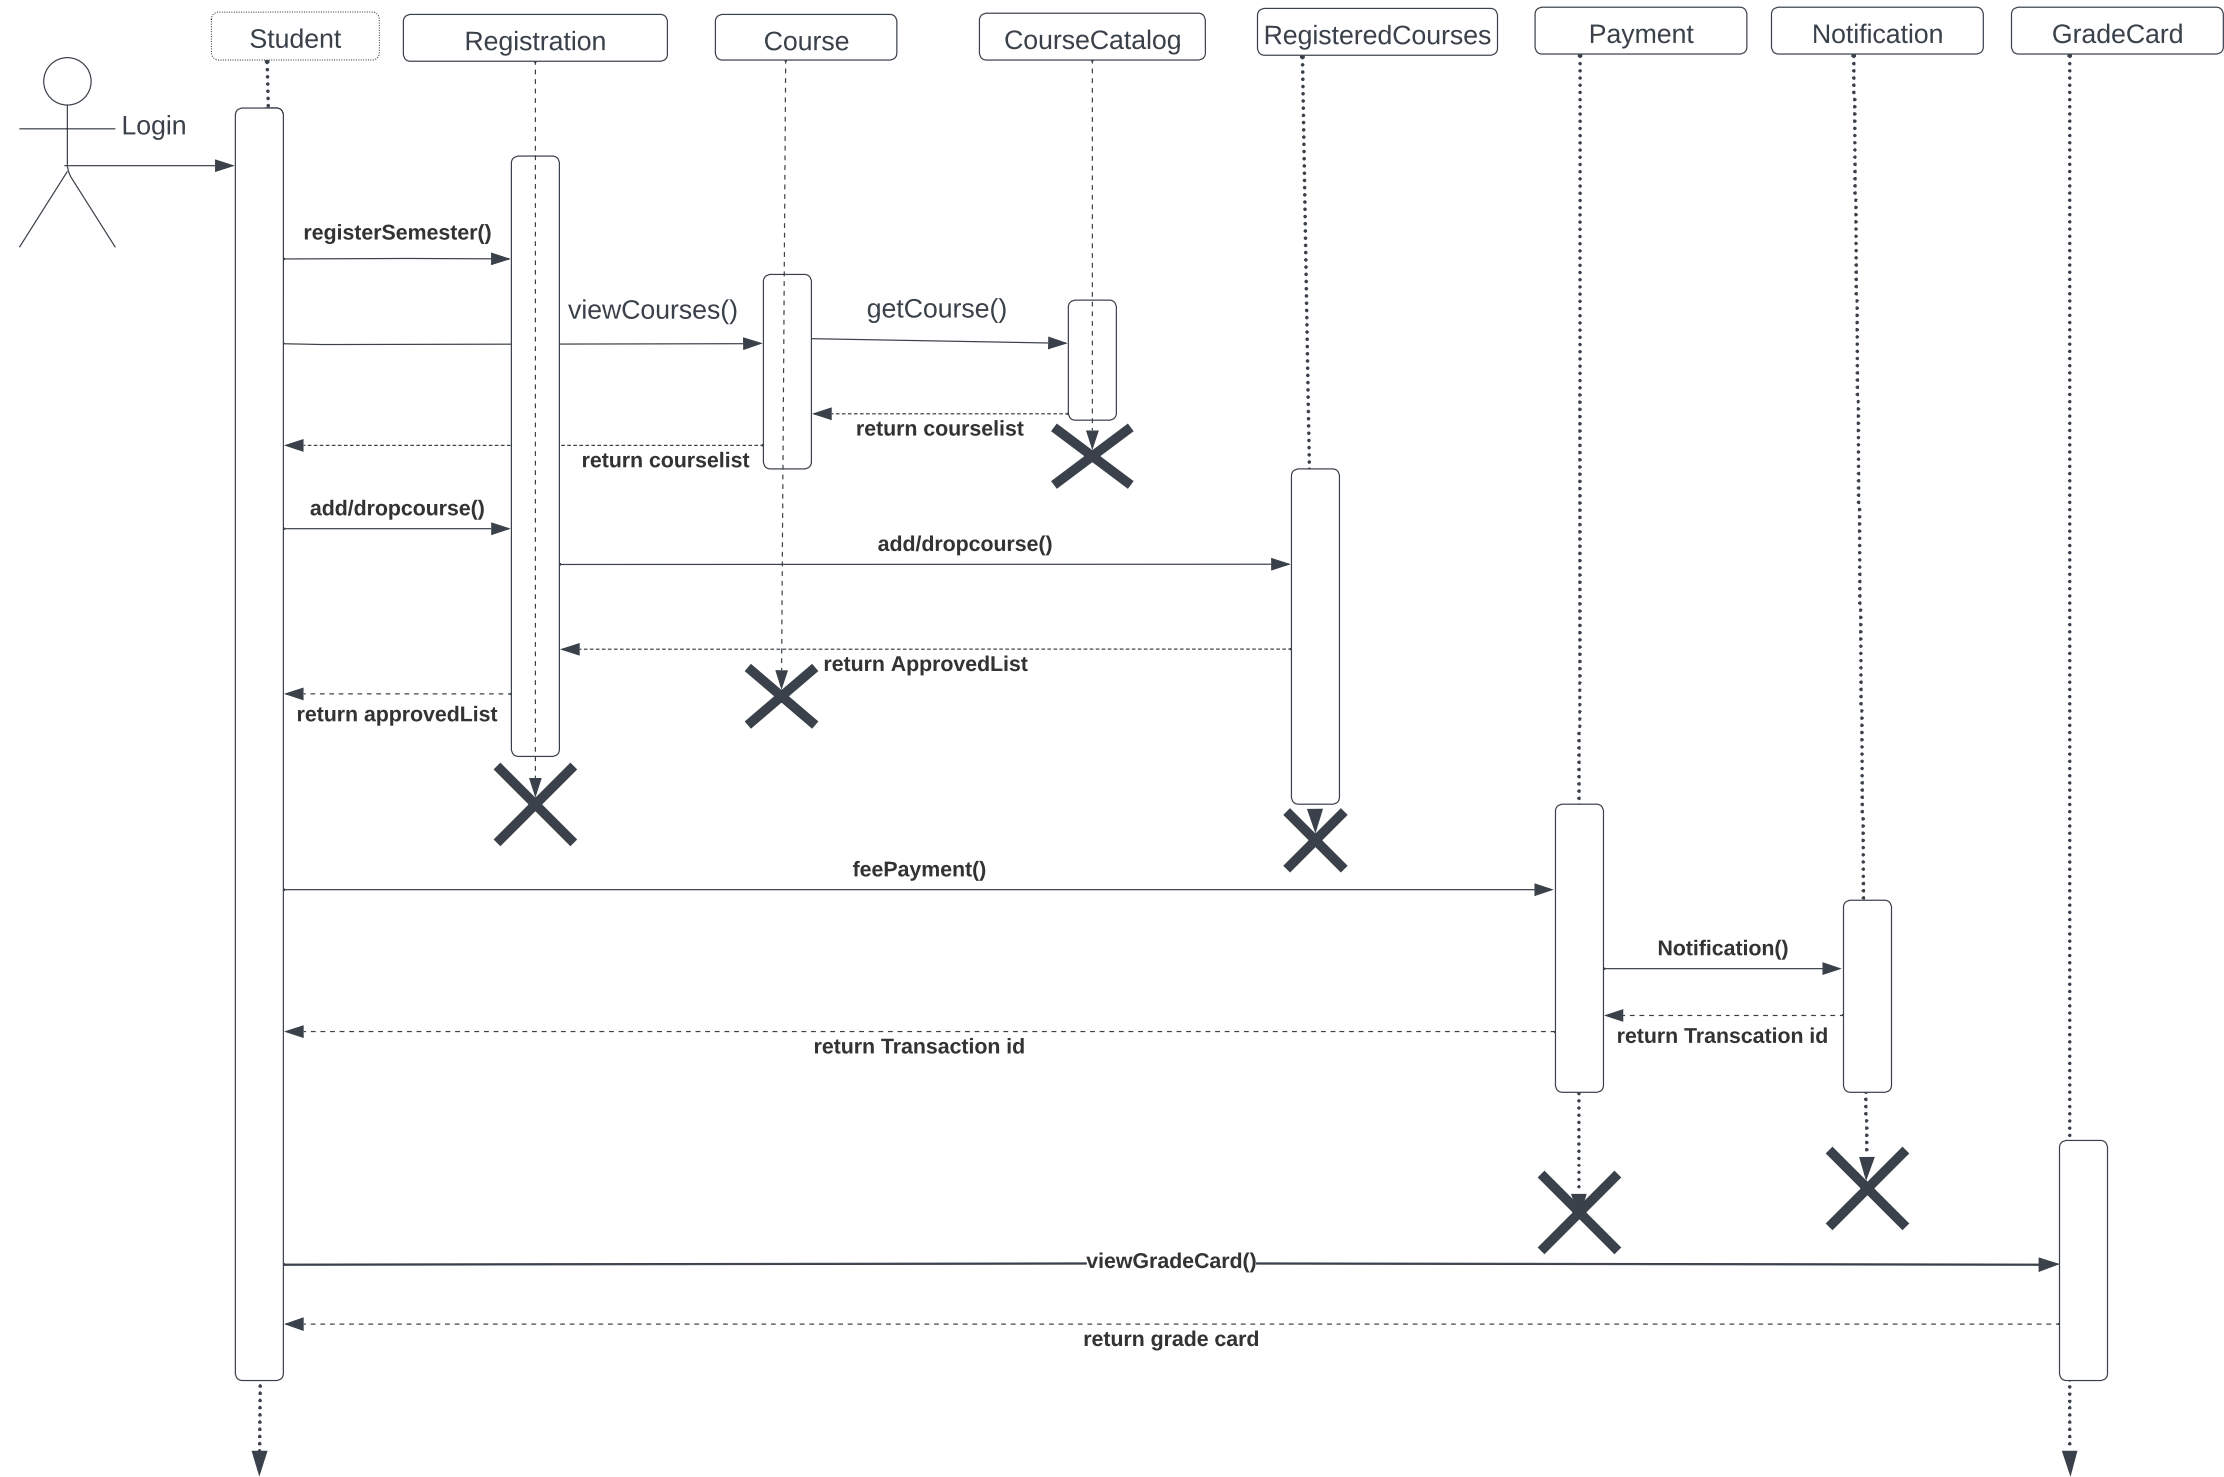 Student
Registration
Course
CourseCatalog
RegisteredCourses
Payment
Notification
GradeCard
Login
registerSemester()
viewCourses()
getCourse()
return courselist
return courselist
add/dropcourse()
add/dropcourse()
return ApprovedList
return approvedList
feePayment()
Notification()
return Transcation id
return Transaction id
viewGradeCard()
return grade card